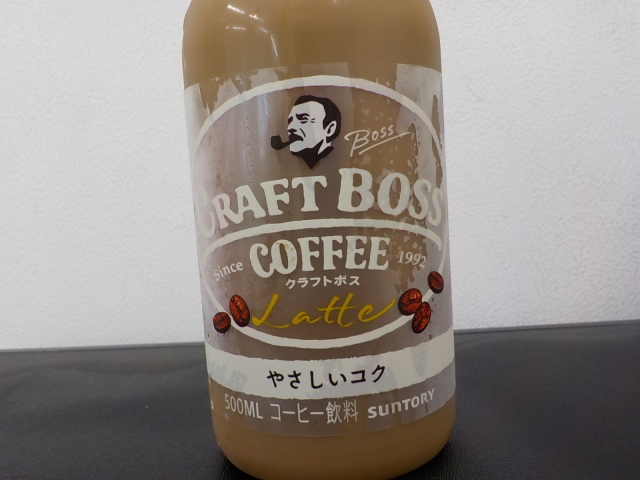 Boss
CRAFT BOSS
Since COFFEE 1992
クラフトボス
Latte
やさしいコク
500ML コーヒー飲料 SUNTORY